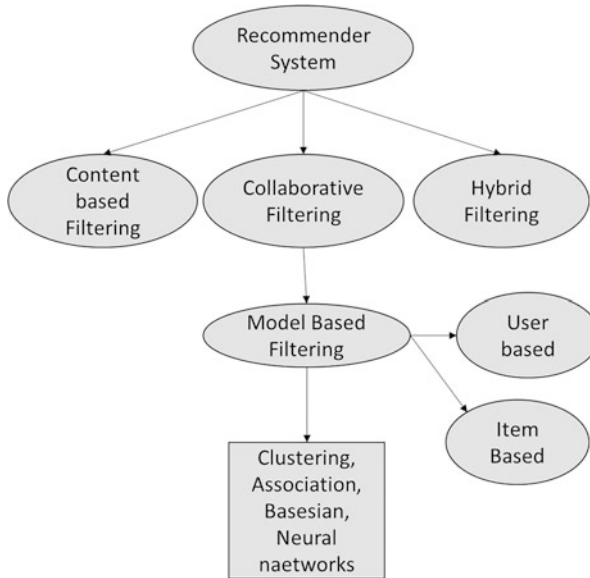 Recommender
System
Content
based
Filtering
Collaborative
Filtering
Hybrid
Filtering
Model Based
Filtering
User
based
Item
Based
Clustering,
Association,
Basesian,
Neural
naetworks